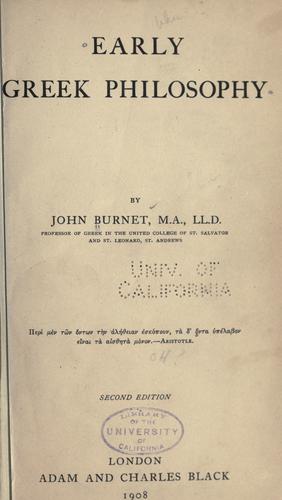 EARLY
GREEK PHILOSOPHY
BY
JOHN BURNET, M.A., LL.D.
PROFESSOR OF GREEK IN THE UNITED COLLEGE OF ST. SALVATOR
AND ST. LEONARD, ST. ANDREWS
UNIV. OF
CALIFORNIA
Περὶ μὲν τῶν ὄντων τὴν ἀλήθειαν ἐσκόπουν, τὰ δ' ὄντα ὑπέλαβον
εἶναι τὰ αἰσθητὰ μόνον.—ARISTOTLE.
SECOND EDITION
LIBRARY
OF THE
UNIVERSITY
OF
CALIFORNIA
LONDON
ADAM AND CHARLES BLACK
1908